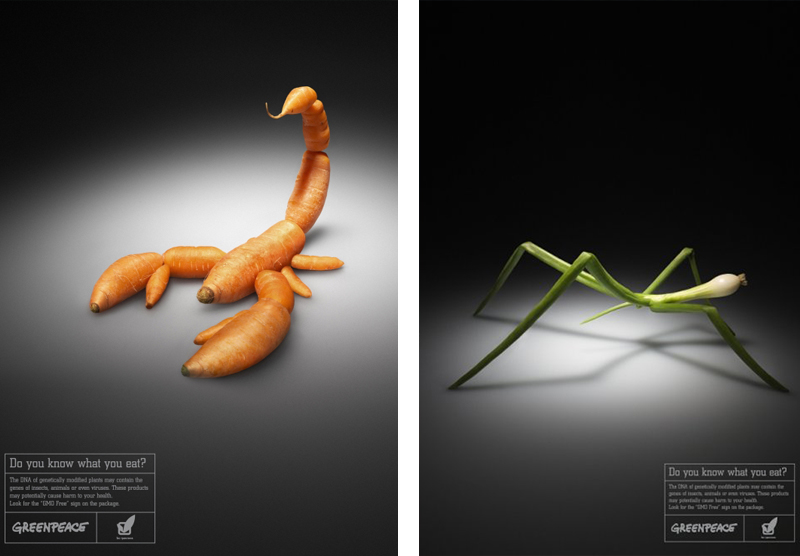 Do you know what you eat?
The DNA of genetically modified plants may contain the
genes of insects, animals or even viruses. These products
may potentially cause harm to your health.
Look for the "GMO Free" sign on the package.
GREENPEACE
Do you know what you eat?
The DNA of genetically modified plants may contain the
genes of insects, animals or even viruses. These products
may potentially cause harm to your health.
Look for the "GMO Free" sign on the package.
GREENPEACE